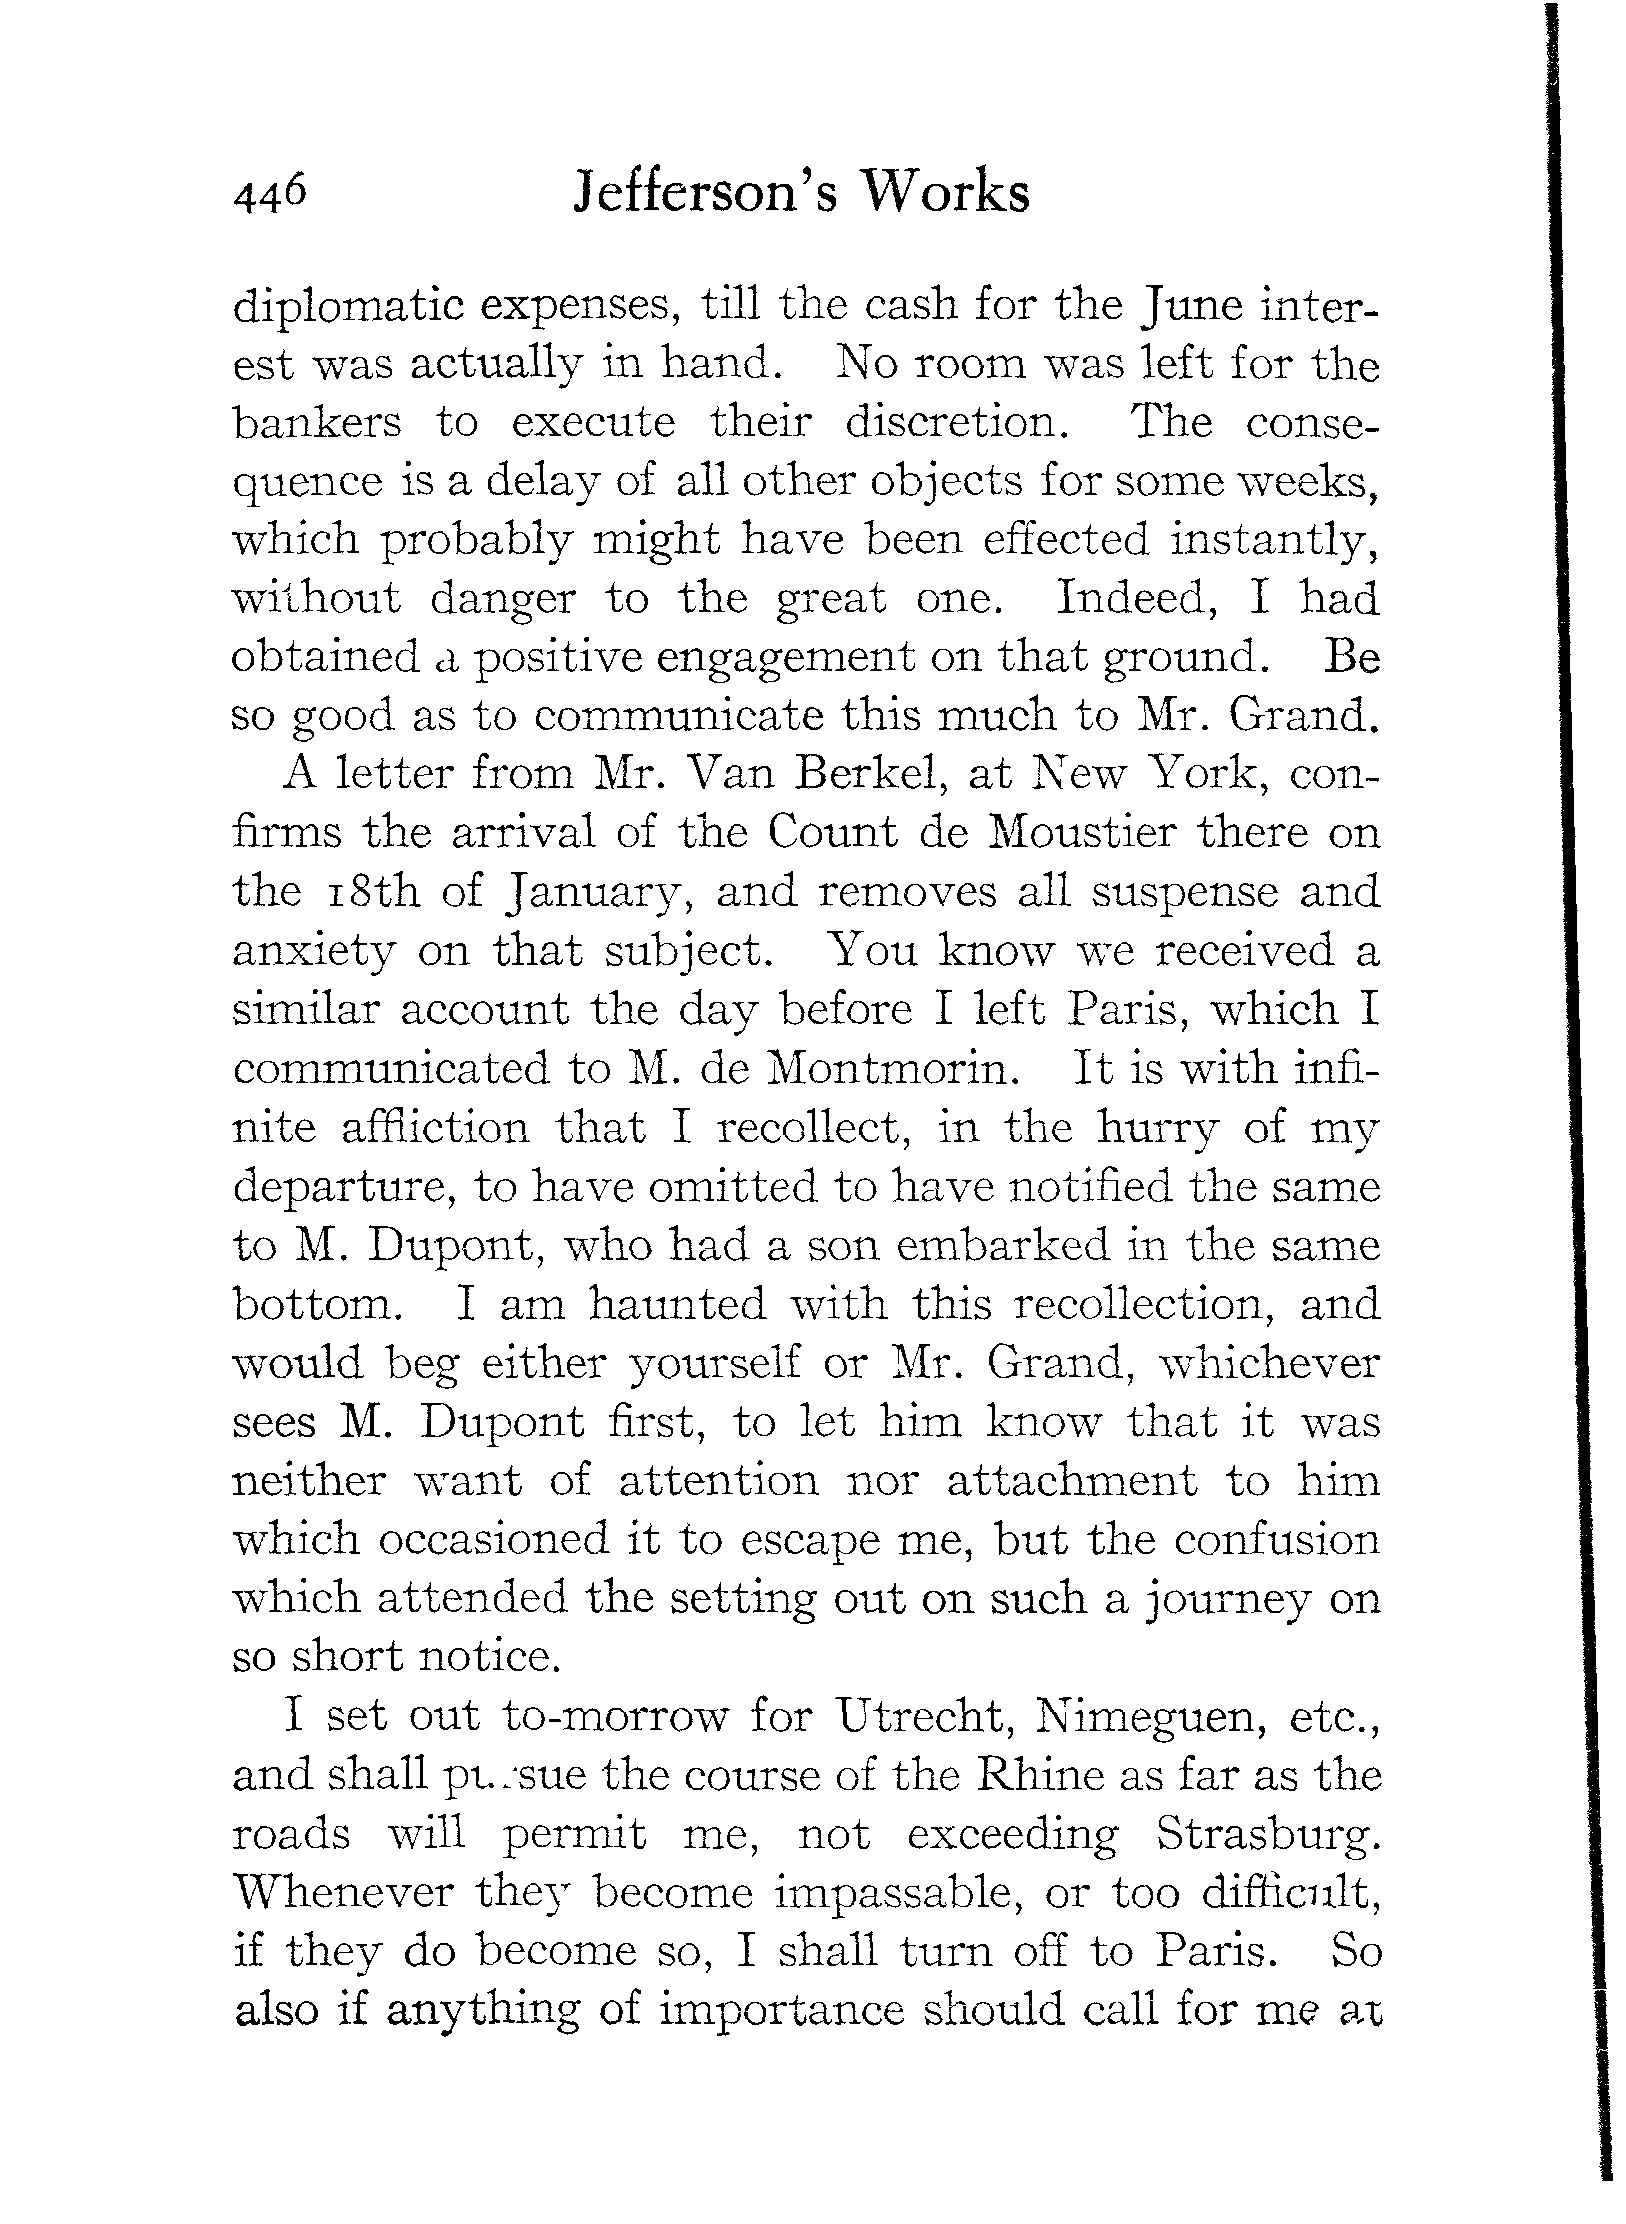 446 Jefferson's Works
diplomatic expenses, till the cash for the June inter-
est was actually in hand. No room was left for the
bankers to execute their discretion. The conse-
quence is a delay of all other objects for some weeks,
which probably might have been effected instantly,
without danger to the great one. Indeed, I had
obtained a positive engagement on that ground. Be
so good as to communicate this much to Mr. Grand.
A letter from Mr. Van Berkel, at New York, con-
firms the arrival of the Count de Moustier there on
the 18th of January, and removes all suspense and
anxiety on that subject. You know we received a
similar account the day before I left Paris, which I
communicated to M. de Montmorin. It is with infi-
nite affliction that I recollect, in the hurry of my
departure, to have omitted to have notified the same
to M. Dupont, who had a son embarked in the same
bottom. I am haunted with this recollection, and
would beg either yourself or Mr. Grand, whichever
sees M. Dupont first, to let him know that it was
neither want of attention nor attachment to him
which occasioned it to escape me, but the confusion
which attended the setting out on such a journey on
so short notice.
I set out to-morrow for Utrecht, Nimeguen, etc.,
and shall pursue the course of the Rhine as far as the
roads will permit me, not exceeding Strasburg.
Whenever they become impassable, or too difficult,
if they do become so, I shall turn off to Paris. So
also if anything of importance should call for me at